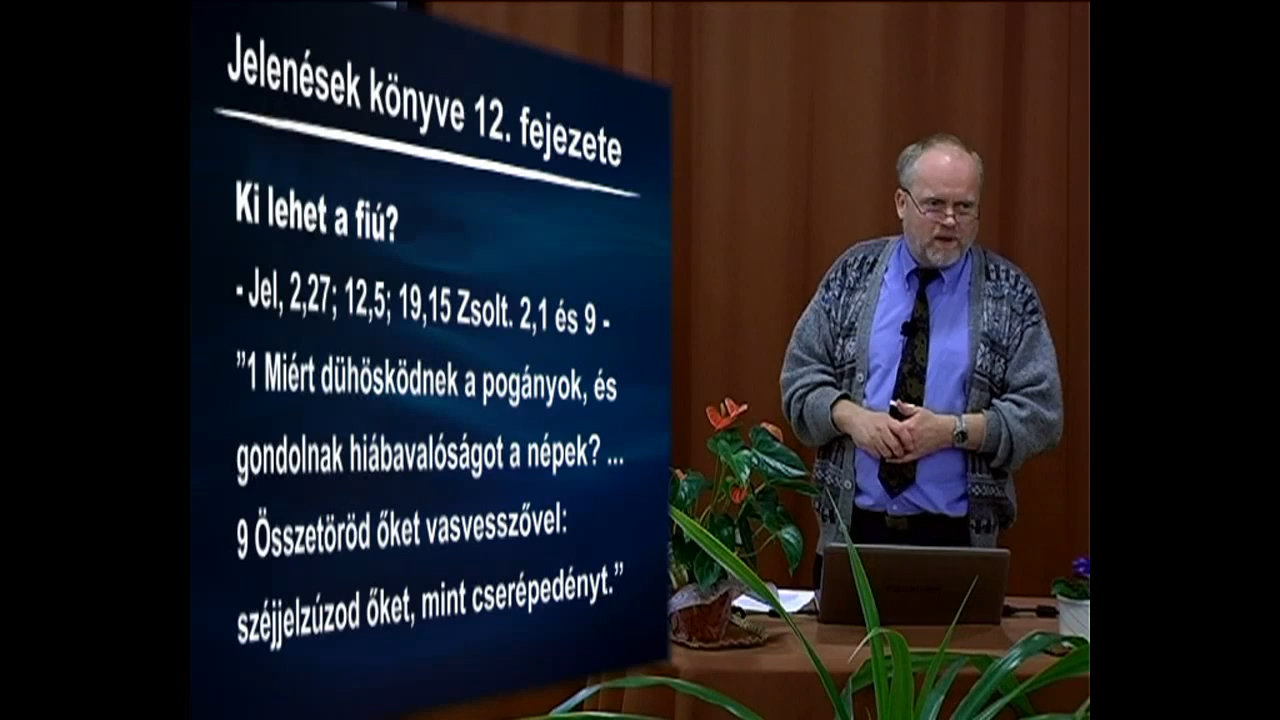 Jelenések könyve 12. fejezete
Ki lehet a fiú?
- Jel, 2,27; 12,5; 19,15 Zsolt. 2,1 és 9 -
”1 Miért dühösködnek a pogányok, és
gondolnak hiábavalóságot a népek? ...
9 Összetöröd őket vasvesszővel:
széjjelzúzod őket, mint cserépedényt.”